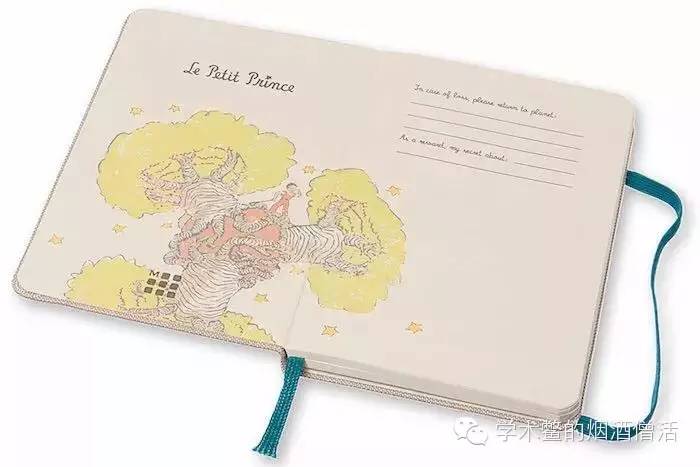 Le Petit Prince
In case of loss, please return to planet:
As a reward, my secret about:
M
学术鳖的烟酒僧活